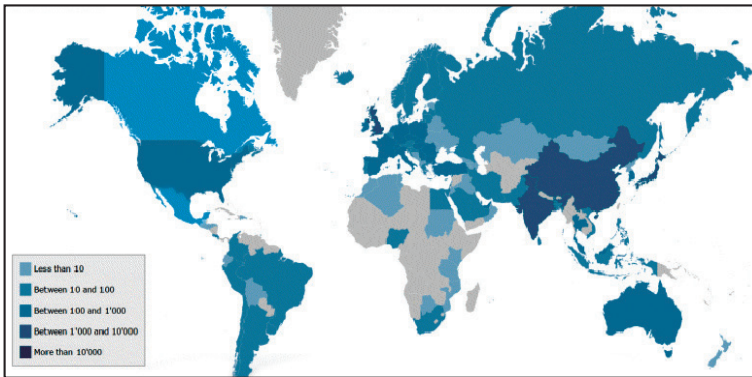 Less than 10
Between 10 and 100
Between 100 and 1'000
Between 1'000 and 10'000
More than 10'000